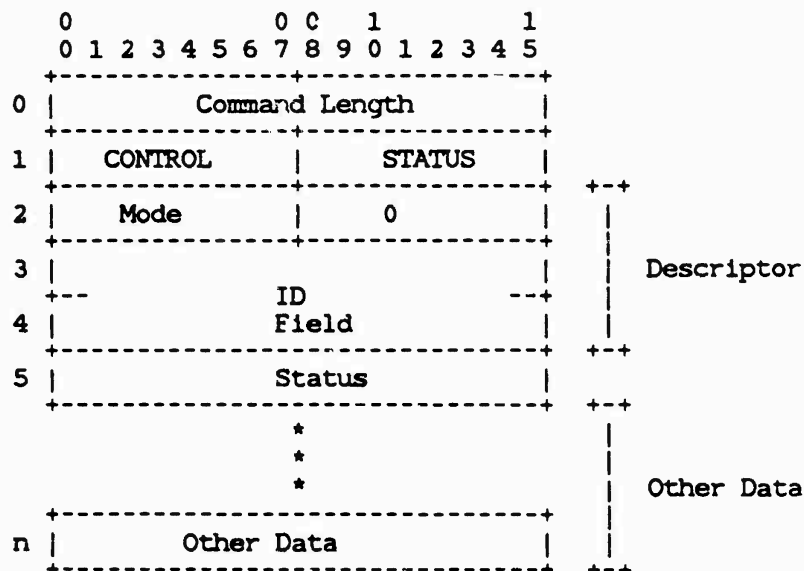 0 0 C 1 1
0 1 2 3 4 5 6 7 8 9 0 1 2 3 4 5
0 Command Length
1 CONTROL STATUS
2 Mode 0
3 Descriptor
ID
4 Field
5 Status
*
*
* Other Data
n Other Data